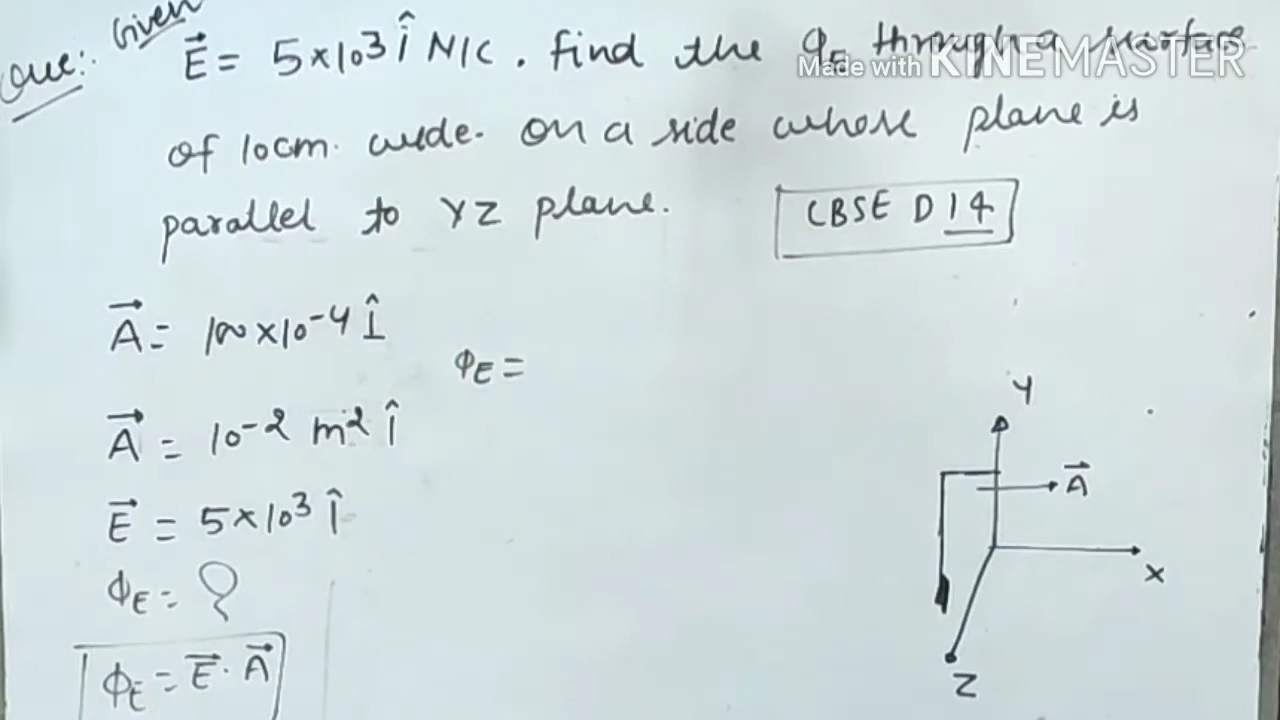 Que:. Given
E⃗ = 5×10³ î N/C . find the ϕE through a surface
Made with KINEMASTER
of 10cm. wide. on a side whose plane is
parallel to YZ plane.
CBSE D 14
A⃗ = 100×10⁻⁴ î
ϕE =
A⃗ = 10⁻² m² î
E⃗ = 5×10³ î
ϕE = ?
ϕE = E⃗ · A⃗
Y
A⃗
X
Z